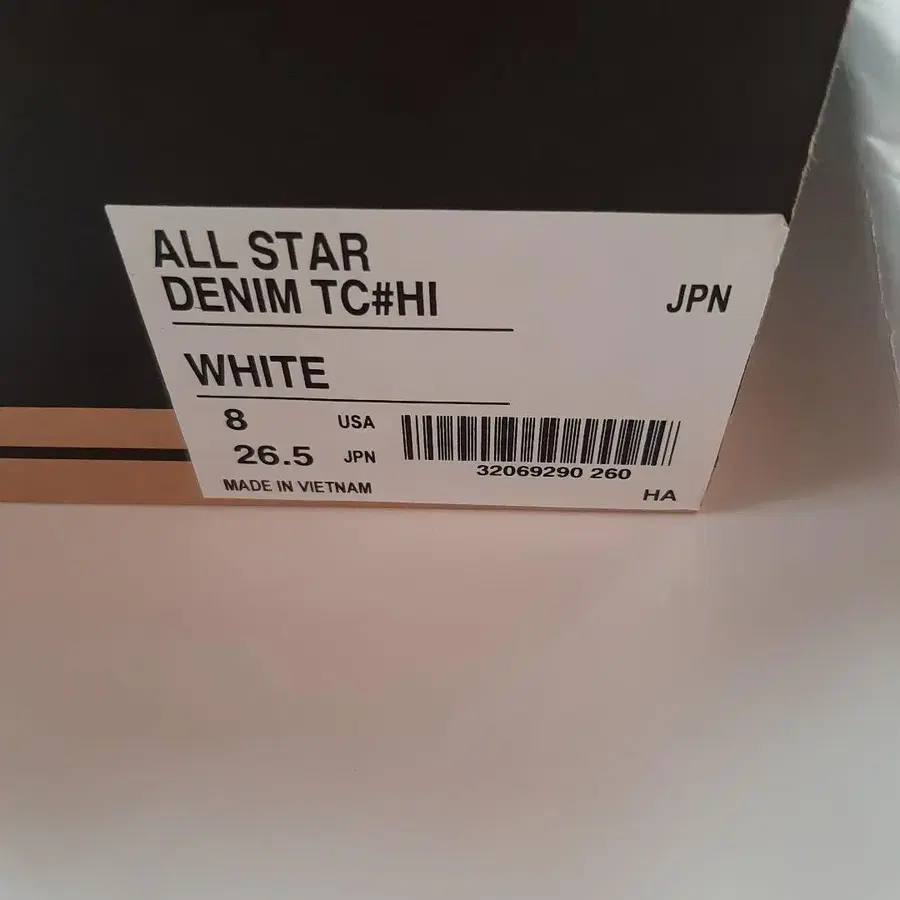 ALL STAR
DENIM TC#HI
JPN
WHITE
8 USA
26.5 JPN
32069290 260
MADE IN VIETNAM
HA